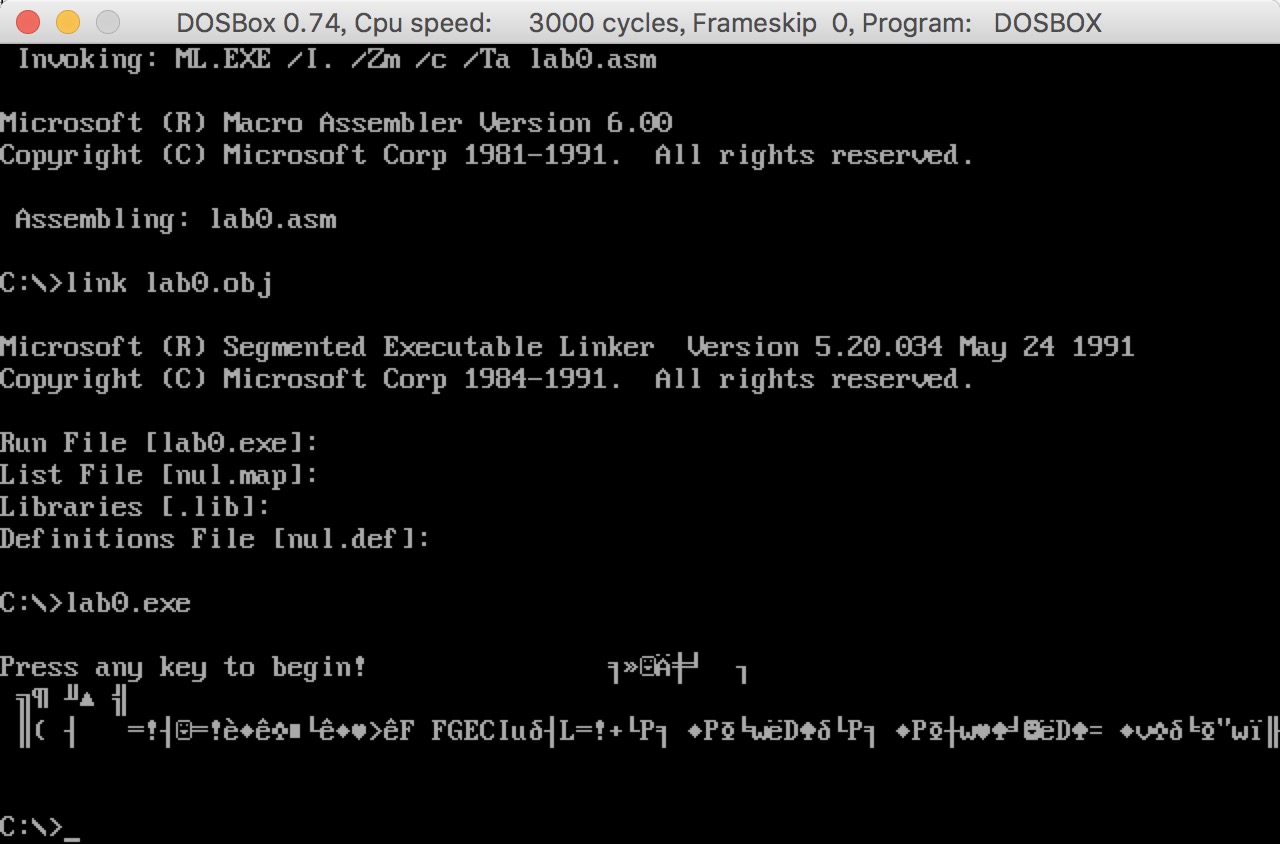 DOSBox 0.74, Cpu speed: 3000 cycles, Frameskip 0, Program: DOSBOX
Invoking: ML.EXE /I. /Zm /c /Ta lab0.asm
Microsoft (R) Macro Assembler Version 6.00
Copyright (C) Microsoft Corp 1981-1991. All rights reserved.
Assembling: lab0.asm
C:\>link lab0.obj
Microsoft (R) Segmented Executable Linker Version 5.20.034 May 24 1991
Copyright (C) Microsoft Corp 1984-1991. All rights reserved.
Run File [lab0.exe]:
List File [nul.map]:
Libraries [.lib]:
Definitions File [nul.def]:
C:\>lab0.exe
Press any key to begin!
C:\>_